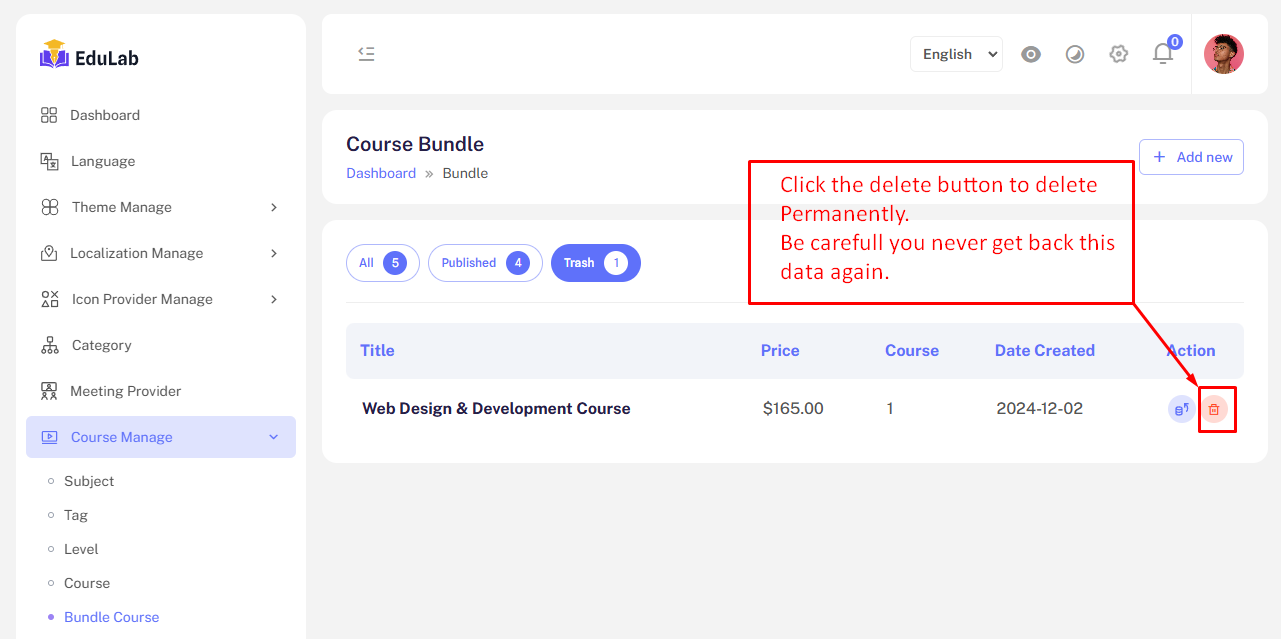 EduLab
Dashboard
Language
Theme Manage
Localization Manage
Icon Provider Manage
Category
Meeting Provider
Course Manage
Subject
Tag
Level
Course
Bundle Course
English
0
Course Bundle
Dashboard » Bundle
+ Add new
Click the delete button to delete
Permanently.
Be carefull you never get back this
data again.
All 5 Published 4 Trash 1
Title Price Course Date Created Action
Web Design & Development Course $165.00 1 2024-12-02